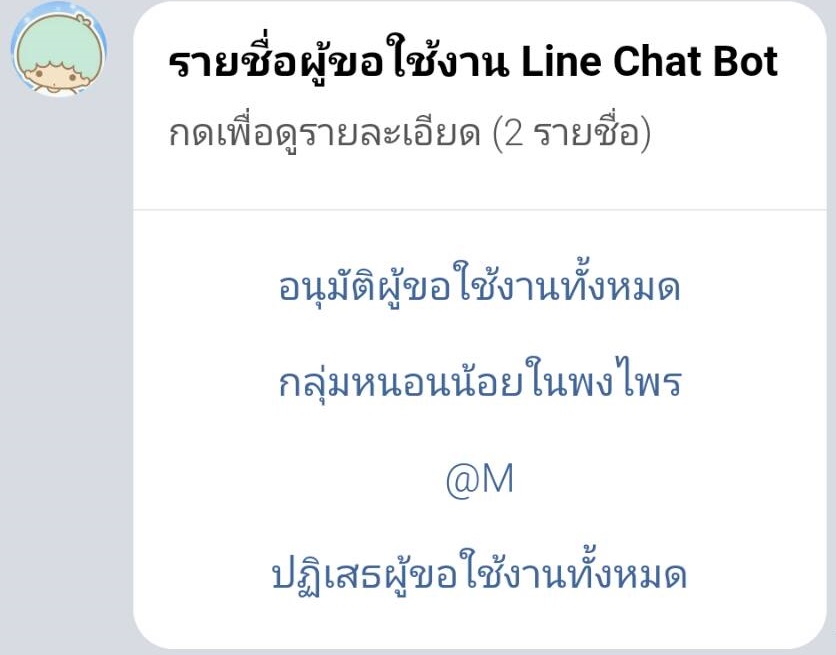 รายชื่อผู้ขอใช้งาน Line Chat Bot
กดเพื่อดูรายละเอียด (2 รายชื่อ)
อนุมัติผู้ขอใช้งานทั้งหมด
กลุ่มหนอนน้อยในพงไพร
@M
ปฏิเสธผู้ขอใช้งานทั้งหมด